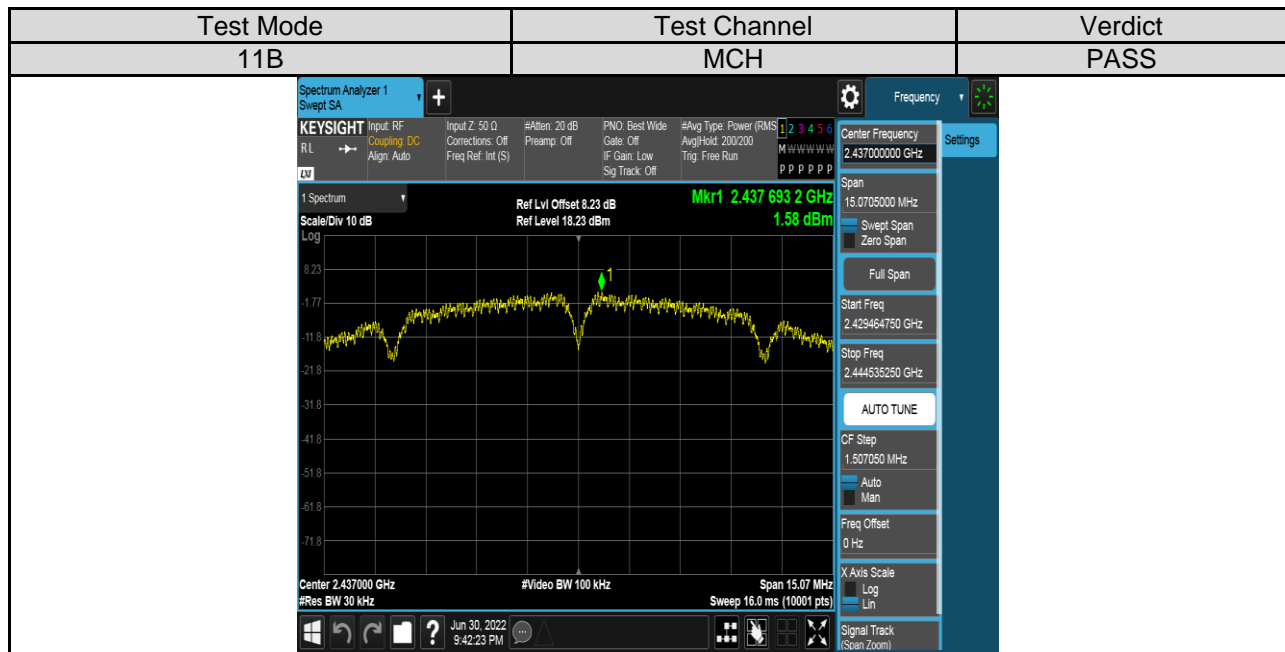 Test Mode Test Channel Verdict
11B MCH PASS
Spectrum Analyzer 1
Swept SA
+
Frequency
KEYSIGHT Input: RF Input Z: 50 Ω #Atten: 20 dB PNO: Best Wide #Avg Type: Power (RMS 1 2 3 4 5 6
RL Coupling: DC Corrections: Off Preamp: Off Gate: Off Avg|Hold: 200/200 M W W W W W
Align: Auto Freq Ref: Int (S) IF Gain: Low Trig: Free Run
LXI Sig Track: Off P P P P P P
1 Spectrum Ref Lvl Offset 8.23 dB Mkr1 2.437 693 2 GHz
Scale/Div 10 dB Ref Level 18.23 dBm 1.58 dBm
Log
1
8.23
-1.77
-11.8
-21.8
-31.8
-41.8
-51.8
-61.8
-71.8
Center 2.437000 GHz #Video BW 100 kHz Span 15.07 MHz
#Res BW 30 kHz Sweep 16.0 ms (10001 pts)
Center Frequency
2.437000000 GHz
Settings
Span
15.0705000 MHz
Swept Span
Zero Span
Full Span
Start Freq
2.429464750 GHz
Stop Freq
2.444535250 GHz
AUTO TUNE
CF Step
1.507050 MHz
Auto
Man
Freq Offset
0 Hz
X Axis Scale
Log
Lin
Signal Track
(Span Zoom)
? Jun 30, 2022
9:42:23 PM